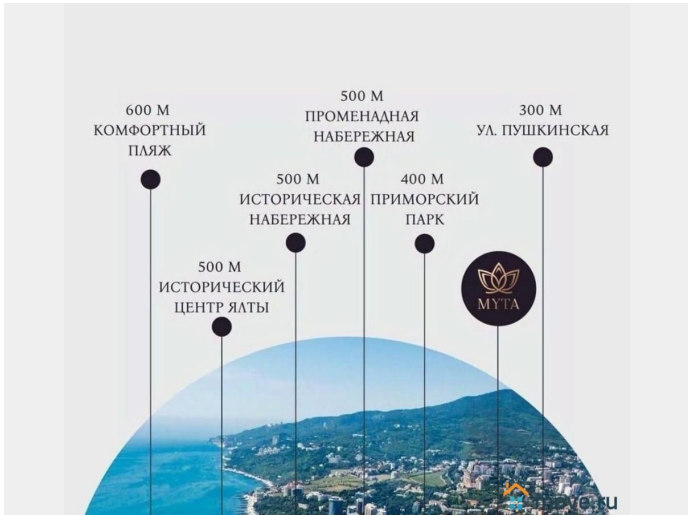 600 М
КОМФОРТНЫЙ
ПЛЯЖ
500 М
ИСТОРИЧЕСКИЙ
ЦЕНТР ЯЛТЫ
500 М
ИСТОРИЧЕСКАЯ
НАБЕРЕЖНАЯ
500 М
ПРОМЕНАДНАЯ
НАБЕРЕЖНАЯ
400 М
ПРИМОРСКИЙ
ПАРК
300 М
УЛ. ПУШКИНСКАЯ
МУТА